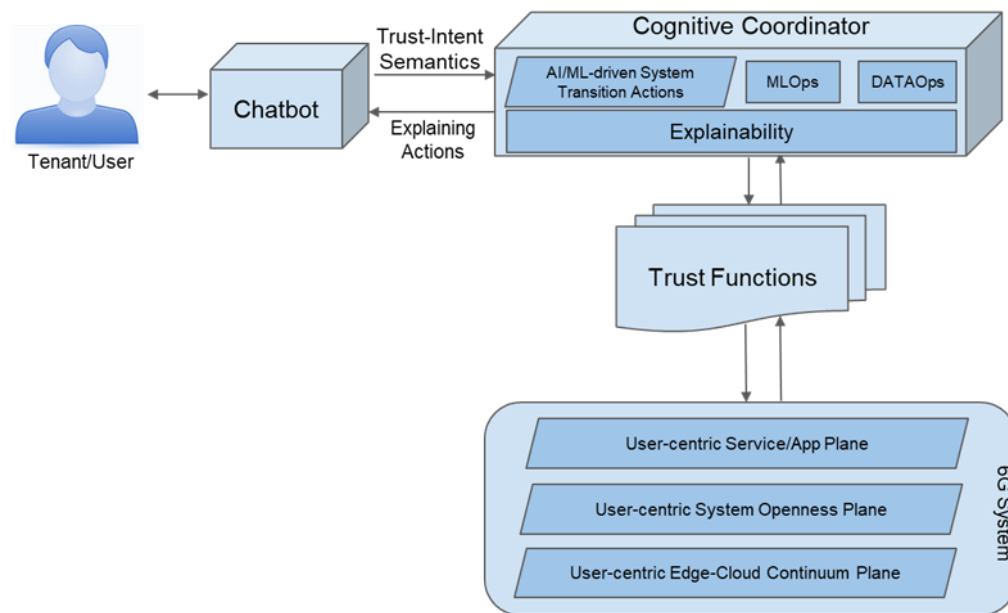 Cognitive Coordinator
Trust-Intent
Semantics
AI/ML-driven System
Transition Actions
MLOps
DATAOps
Chatbot
Explainability
Explaining
Actions
Tenant/User
Trust Functions
User-centric Service/App Plane
User-centric System Openness Plane
User-centric Edge-Cloud Continuum Plane
6G System